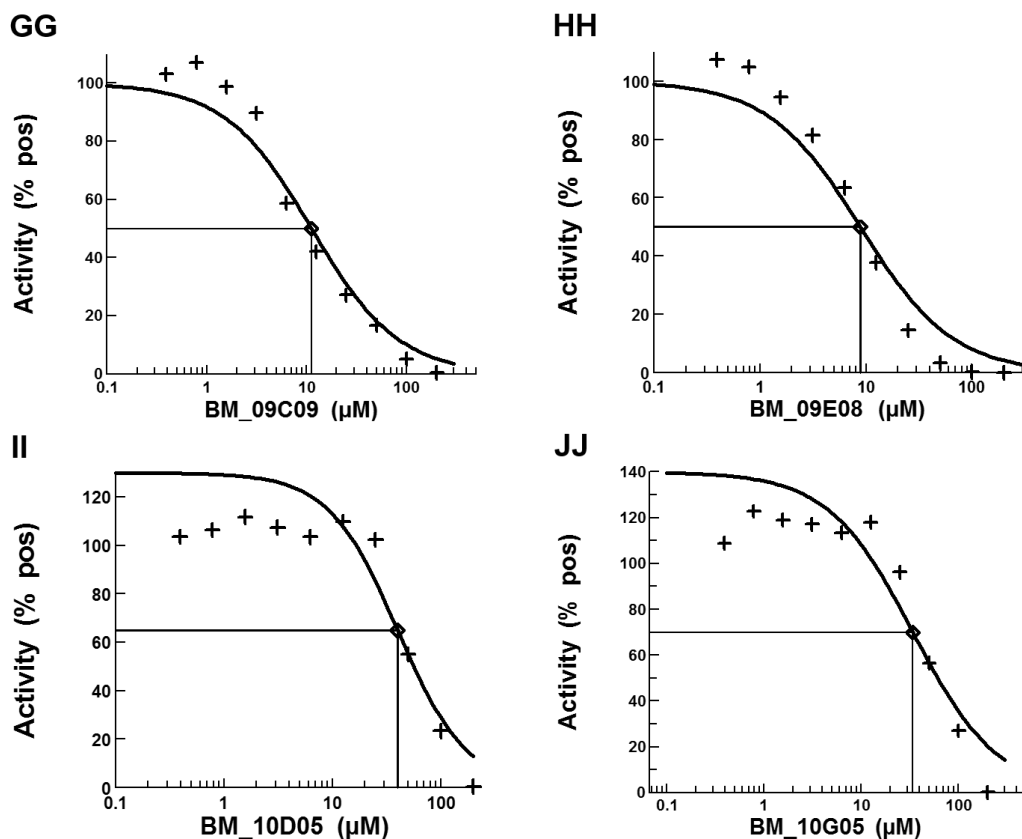 GG
Activity (% pos)
100
80
60
40
20
0
0.1 1 10 100
BM_09C09 (µM)
HH
Activity (% pos)
100
80
60
40
20
0
0.1 1 10 100
BM_09E08 (µM)
II
Activity (% pos)
120
100
80
60
40
20
0
0.1 1 10 100
BM_10D05 (µM)
JJ
Activity (% pos)
140
120
100
80
60
40
20
0
0.1 1 10 100
BM_10G05 (µM)